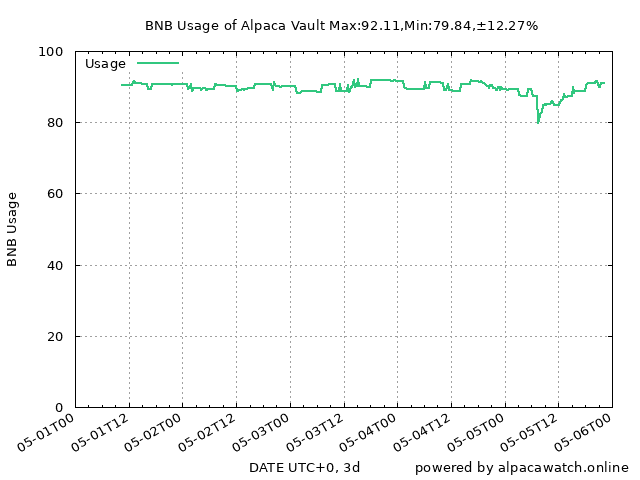 BNB Usage of Alpaca Vault Max:92.11,Min:79.84,±12.27%
Usage
100
80
60
40
20
0
BNB Usage
05-01T00
05-01T12
05-02T00
05-02T12
05-03T00
05-03T12
05-04T00
05-04T12
05-05T00
05-05T12
05-06T00
DATE UTC+0, 3d
powered by alpacawatch.online